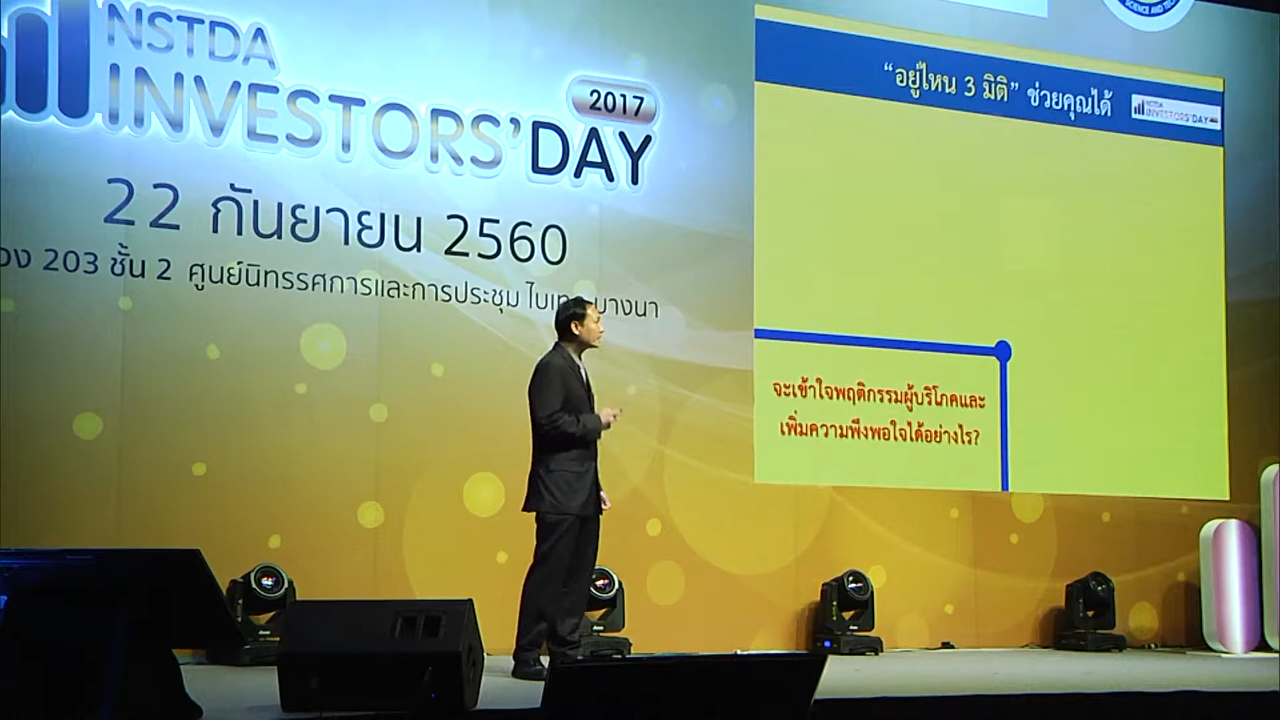 NSTDA
INVESTORS' DAY
2017
22 กันยายน 2560
203 ชั้น 2 ศูนย์นิทรรศการและการประชุม บางนา
SCIENCE AND
“อยู่ไหน 3 มิติ” ช่วยคุณได้
NSTDA
INVESTORS' DAY
จะเข้าใจพฤติกรรมผู้บริโภคและ
เพิ่มความพึงพอใจได้อย่างไร?